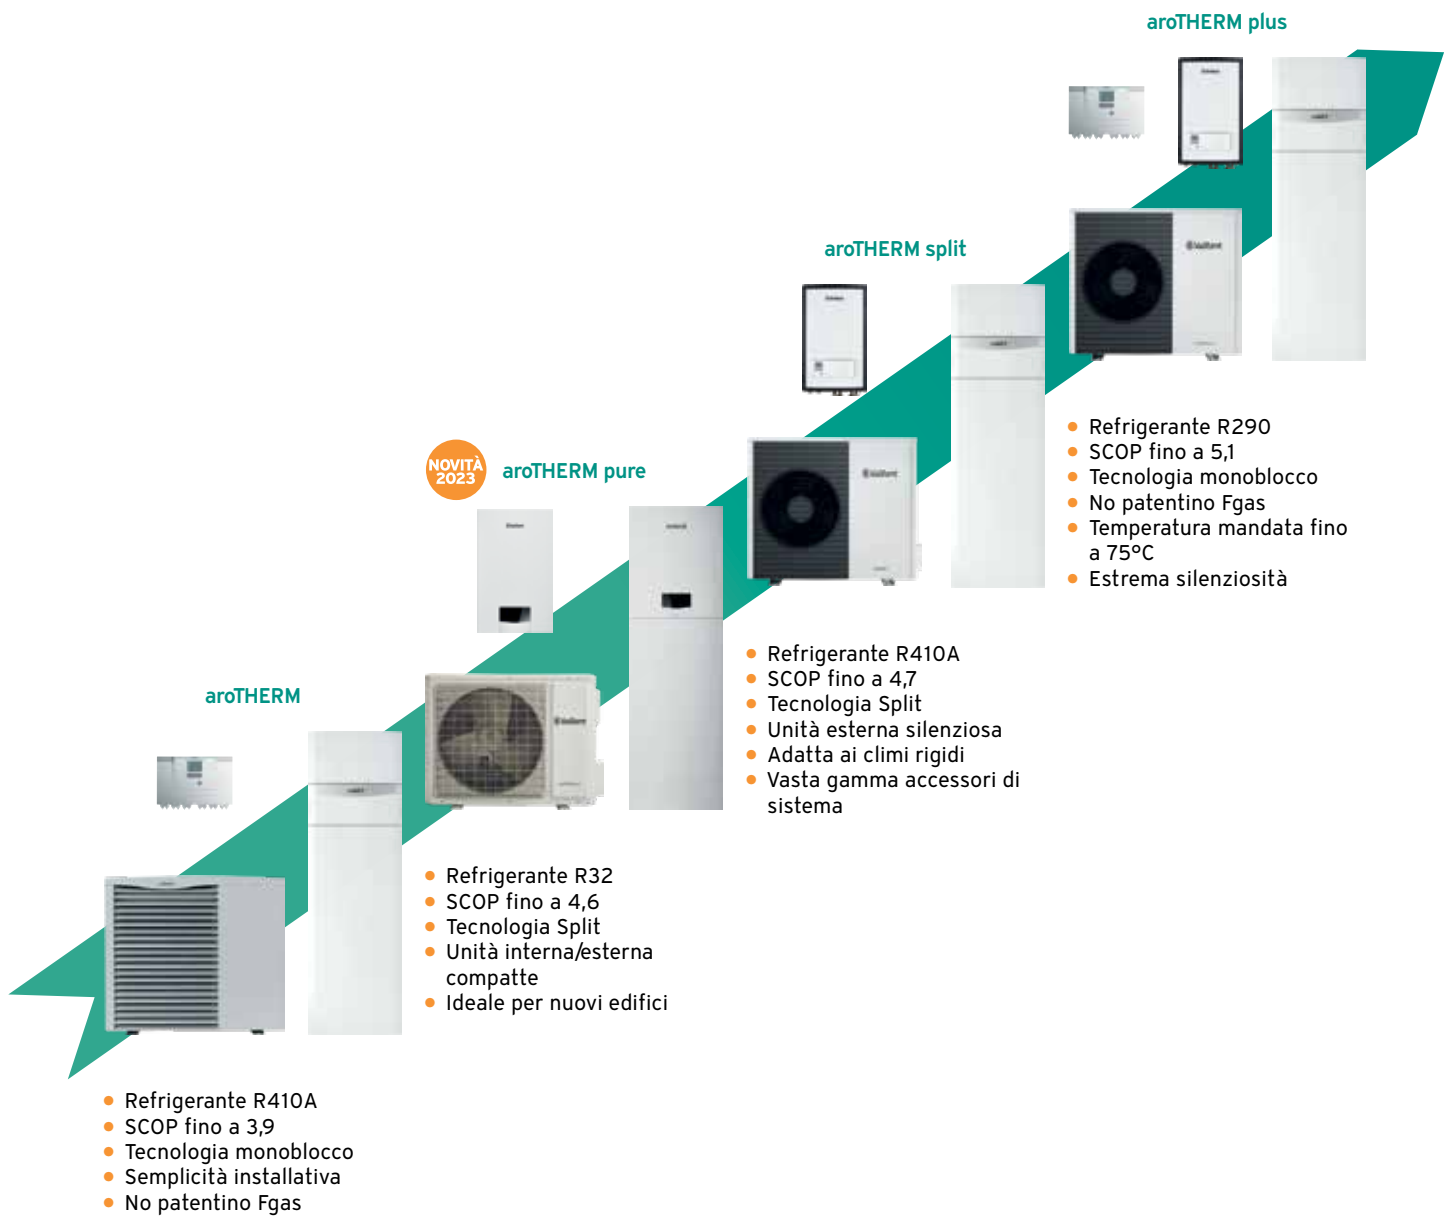 aroTHERM plus
Vaillant
• Refrigerante R290
• SCOP fino a 5,1
• Tecnologia monoblocco
• No patentino Fgas
• Temperatura mandata fino
a 75°C
• Estrema silenziosità
aroTHERM split
Vaillant
• Refrigerante R410A
• SCOP fino a 4,7
• Tecnologia Split
• Unità esterna silenziosa
• Adatta ai climi rigidi
• Vasta gamma accessori di
sistema
NOVITÀ
2023
aroTHERM pure
Vaillant
• Refrigerante R32
• SCOP fino a 4,6
• Tecnologia Split
• Unità interna/esterna
compatte
• Ideale per nuovi edifici
aroTHERM
• Refrigerante R410A
• SCOP fino a 3,9
• Tecnologia monoblocco
• Semplicità installativa
• No patentino Fgas